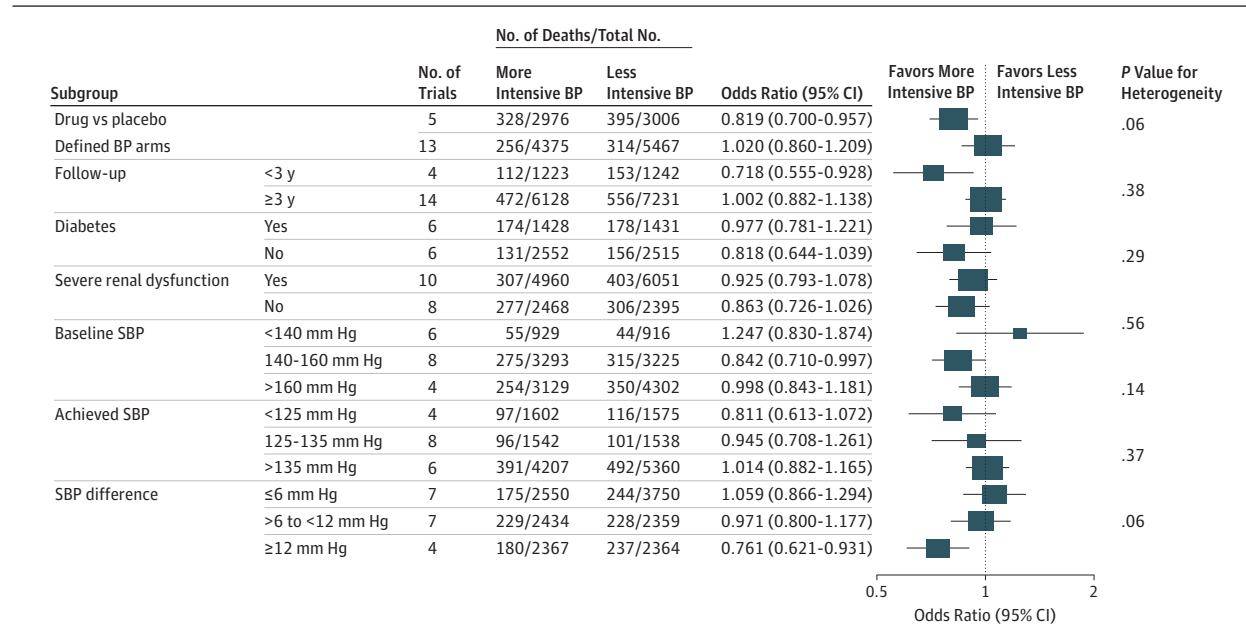 No. of Deaths/Total No.
Subgroup No. of Trials More Intensive BP Less Intensive BP Odds Ratio (95% CI) Favors More Intensive BP Favors Less Intensive BP P Value for Heterogeneity
Drug vs placebo 5 328/2976 395/3006 0.819 (0.700-0.957) .06
Defined BP arms 13 256/4375 314/5467 1.020 (0.860-1.209)
Follow-up <3 y 4 112/1223 153/1242 0.718 (0.555-0.928)
.38
≥3 y 14 472/6128 556/7231 1.002 (0.882-1.138)
Diabetes Yes 6 174/1428 178/1431 0.977 (0.781-1.221)
No 6 131/2552 156/2515 0.818 (0.644-1.039) .29
Severe renal dysfunction Yes 10 307/4960 403/6051 0.925 (0.793-1.078)
No 8 277/2468 306/2395 0.863 (0.726-1.026)
.56
Baseline SBP <140 mm Hg 6 55/929 44/916 1.247 (0.830-1.874)
140-160 mm Hg 8 275/3293 315/3225 0.842 (0.710-0.997)
>160 mm Hg 4 254/3129 350/4302 0.998 (0.843-1.181) .14
Achieved SBP <125 mm Hg 4 97/1602 116/1575 0.811 (0.613-1.072)
125-135 mm Hg 8 96/1542 101/1538 0.945 (0.708-1.261)
.37
>135 mm Hg 6 391/4207 492/5360 1.014 (0.882-1.165)
SBP difference ≤6 mm Hg 7 175/2550 244/3750 1.059 (0.866-1.294)
>6 to <12 mm Hg 7 229/2434 228/2359 0.971 (0.800-1.177) .06
≥12 mm Hg 4 180/2367 237/2364 0.761 (0.621-0.931)
0.5 1 2
Odds Ratio (95% CI)